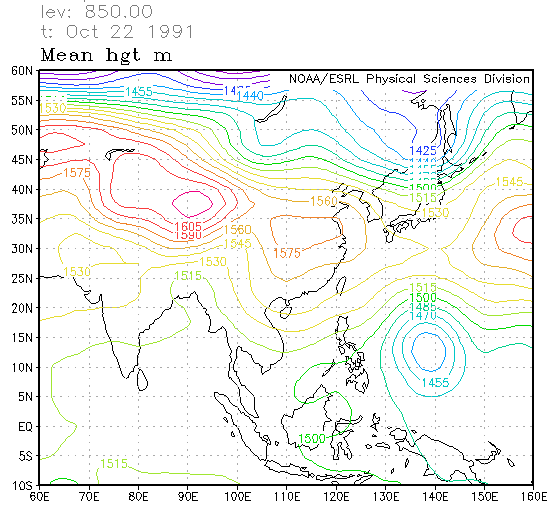 lev: 850.00
t: Oct 22 1991
Mean hgt m
NOAA/ESRL Physical Sciences Division
60N
55N
50N
45N
40N
35N
30N
25N
20N
15N
10N
5N
EQ
5S
10S
60E 70E 80E 90E 100E 110E 120E 130E 140E 150E 160E
1455 1440
1530
1425
1575
1500
1545
1515
1560 1560
1530
1605
1590
1545
1575
1530 1530
1515 1515
1500
1485
1470
1455
1500
1515